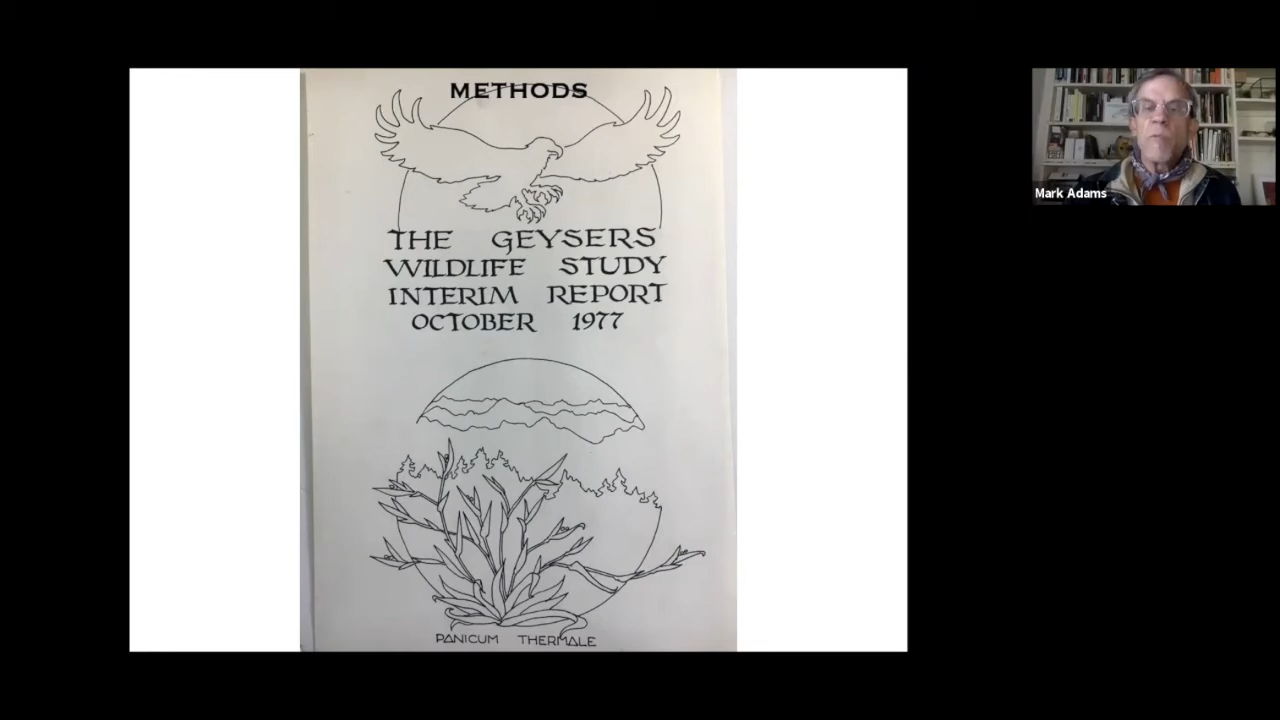 METHODS
THE GEYSERS
WILDLIFE STUDY
INTERIM REPORT
OCTOBER 1977
PANICUM THERMALE
Mark Adams